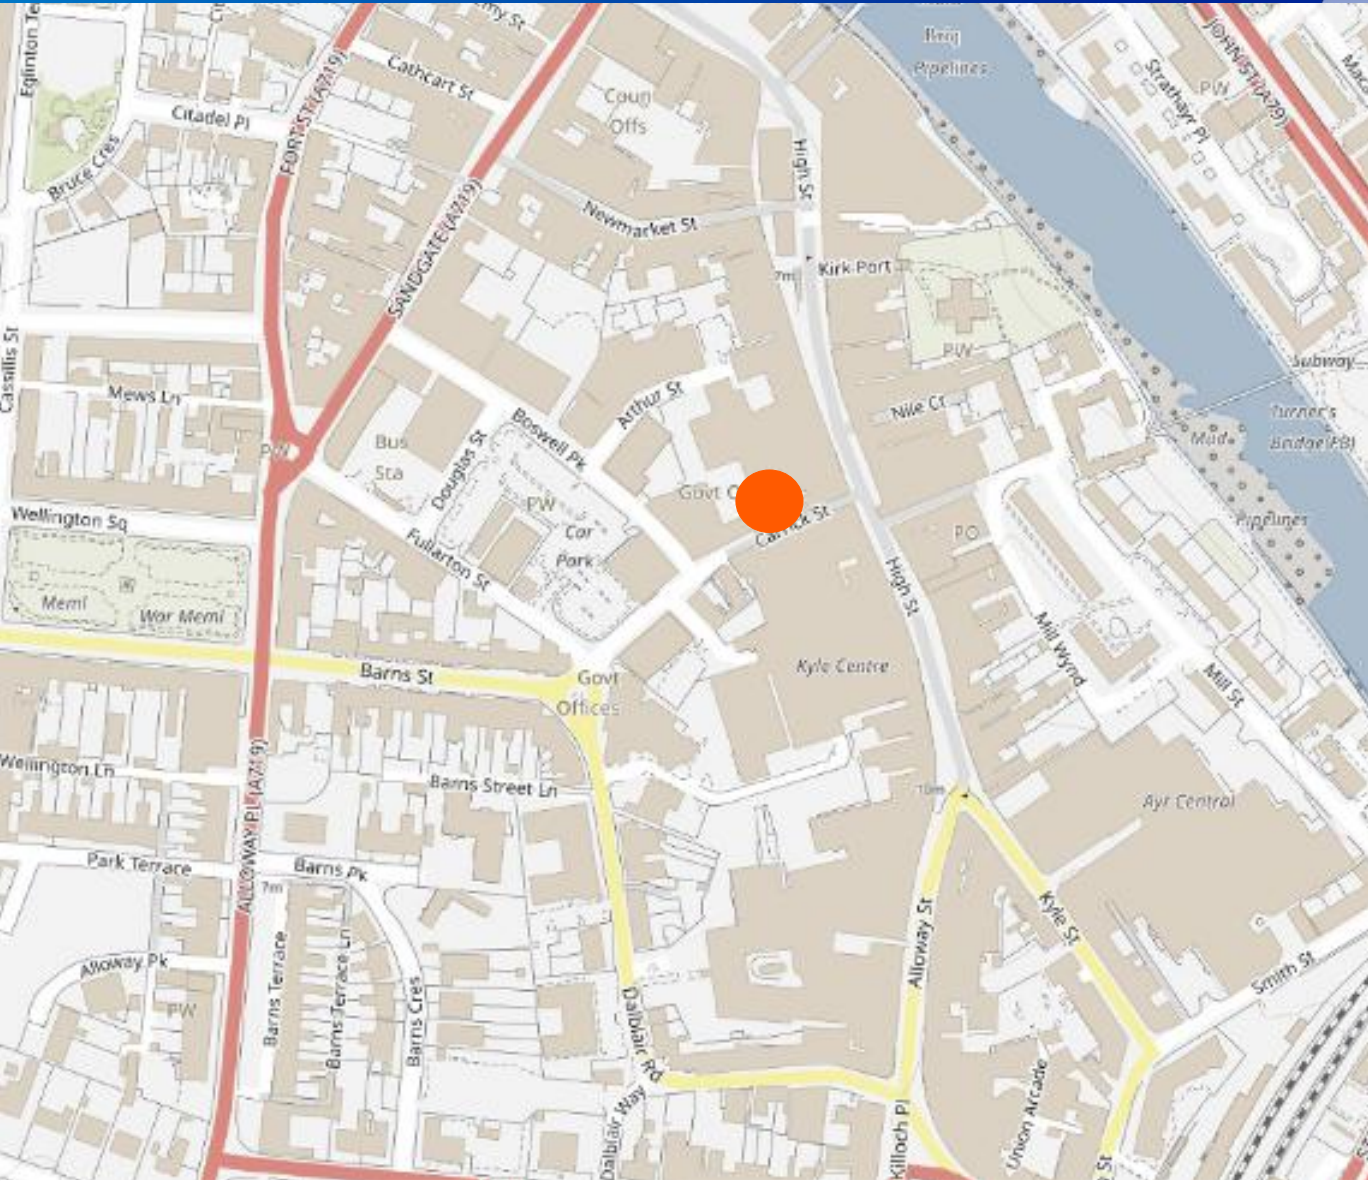 Eglinton Te
Cathcart St
Citadel Pl
Bruce Cres
FORT ST(A719)
SANDGATE(A719)
Coun
Offs
High St
Newmarket St
Pipelines
Strathayr Pl
PW
JOHN ST(A79)
Kirk Port
7m
PW
Cassillis St
Mews Ln
Arthur St
Nile Ct
Subway
Turner's
Bridge(FB)
Mud
Boswell Pk
Bus
Sta
Douglas St
PW
Wellington Sq
Govt
PW
Car
Park
Carrick St
PO
Pipelines
Fullarton St
High St
Meml
War Meml
Mill Wynd
Mill St
Barns St
Govt
Offices
Kyle Centre
Wellington Ln
Barns Street Ln
10m
Ayr Central
ALLOWAY PL (A719)
Park Terrace
Barns Pk
7m
Alloway St
Kyle St
Alloway Pk
PW
Barns Terrace
Barns Terrace Ln
Barns Cres
Smith St
Dalblair Rd
Dalblair Way
Killoch Pl
Union Arcade
St